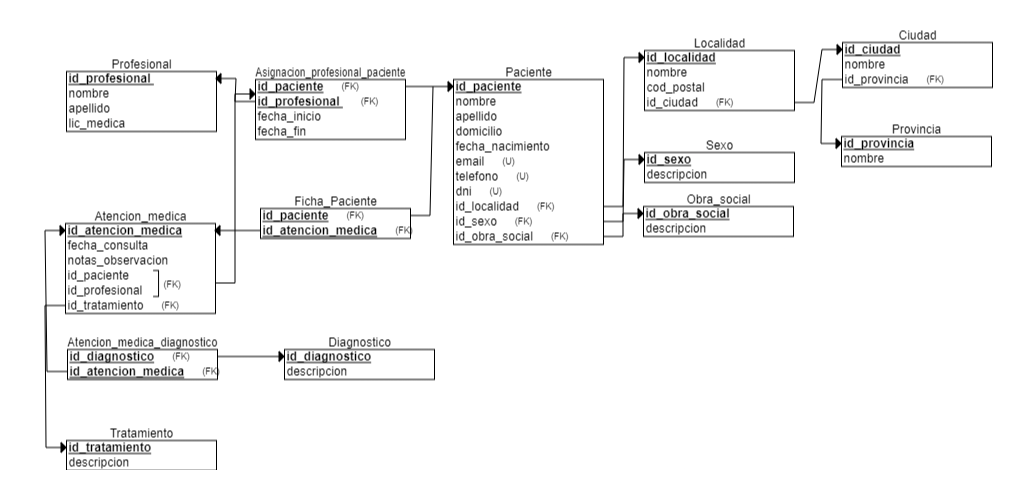 Profesional
id_profesional
nombre
apellido
lic_medica
Asignacion_profesional_paciente
id_paciente (FK)
id_profesional (FK)
fecha_inicio
fecha_fin
Paciente
id_paciente
nombre
apellido
domicilio
fecha_nacimiento
email (U)
telefono (U)
dni (U)
id_localidad (FK)
id_sexo (FK)
id_obra_social (FK)
Localidad
id_localidad
nombre
cod_postal
id_ciudad (FK)
Ciudad
id_ciudad
nombre
id_provincia (FK)
Provincia
id_provincia
nombre
Sexo
id_sexo
descripcion
Obra_social
id_obra_social
descripcion
Ficha_Paciente
id_paciente (FK)
id_atencion_medica (FK)
Atencion_medica
id_atencion_medica
fecha_consulta
notas_observacion
id_paciente
id_profesional
(FK)
id_tratamiento (FK)
Atencion_medica_diagnostico
id_diagnostico (FK)
id_atencion_medica (FK)
Diagnostico
id_diagnostico
descripcion
Tratamiento
id_tratamiento
descripcion